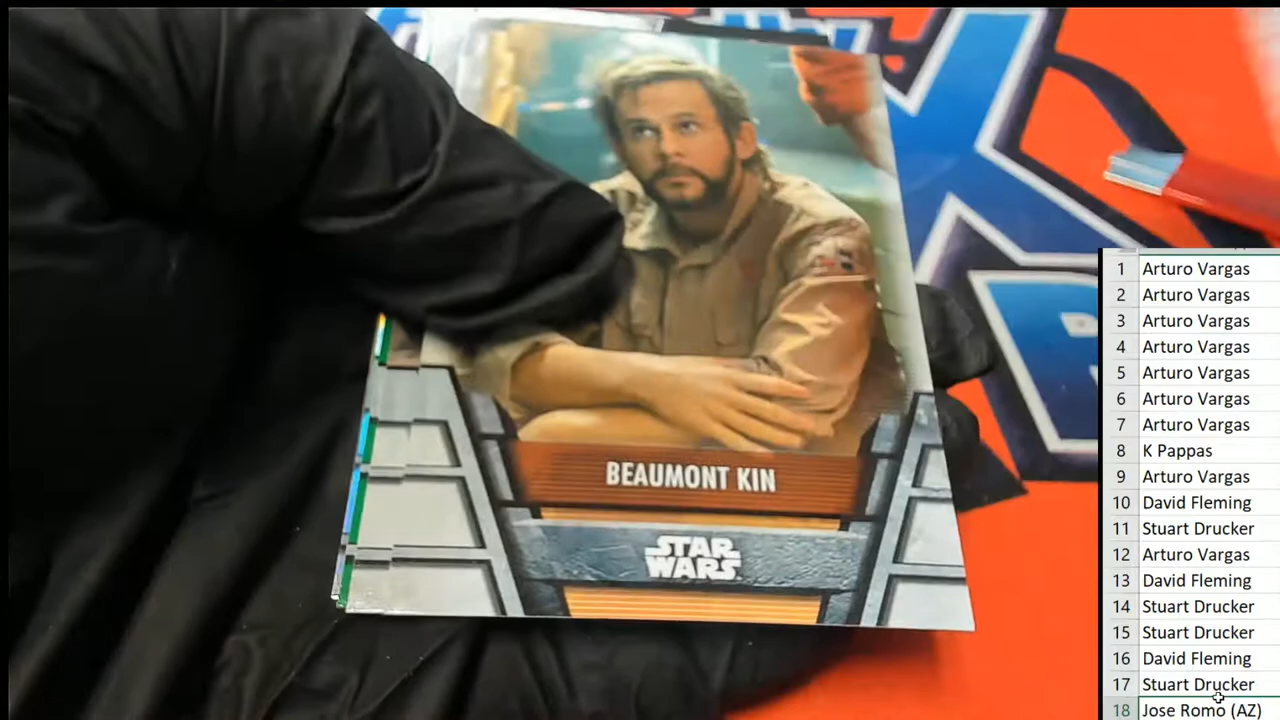 BEAUMONT KIN
STAR
WARS
1 Arturo Vargas
2 Arturo Vargas
3 Arturo Vargas
4 Arturo Vargas
5 Arturo Vargas
6 Arturo Vargas
7 Arturo Vargas
8 K Pappas
9 Arturo Vargas
10 David Fleming
11 Stuart Drucker
12 Arturo Vargas
13 David Fleming
14 Stuart Drucker
15 Stuart Drucker
16 David Fleming
17 Stuart Drucker
18 Jose Romo (AZ)